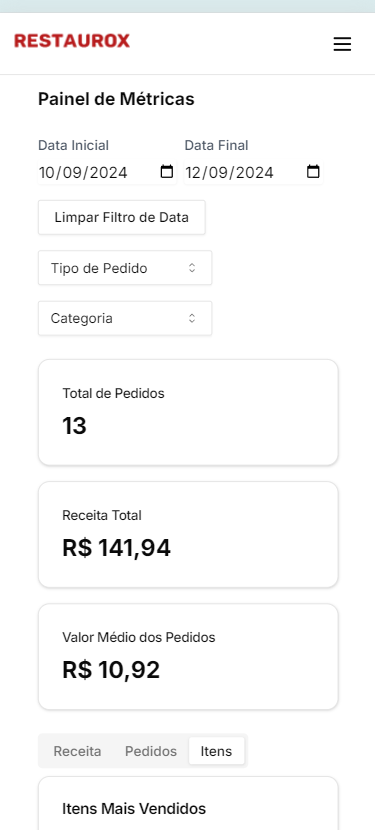 RESTAUROX
Painel de Métricas
Data Inicial Data Final
10/09/2024 12/09/2024
Limpar Filtro de Data
Tipo de Pedido
Categoria
Total de Pedidos
13
Receita Total
R$ 141,94
Valor Médio dos Pedidos
R$ 10,92
Receita Pedidos Itens
Itens Mais Vendidos